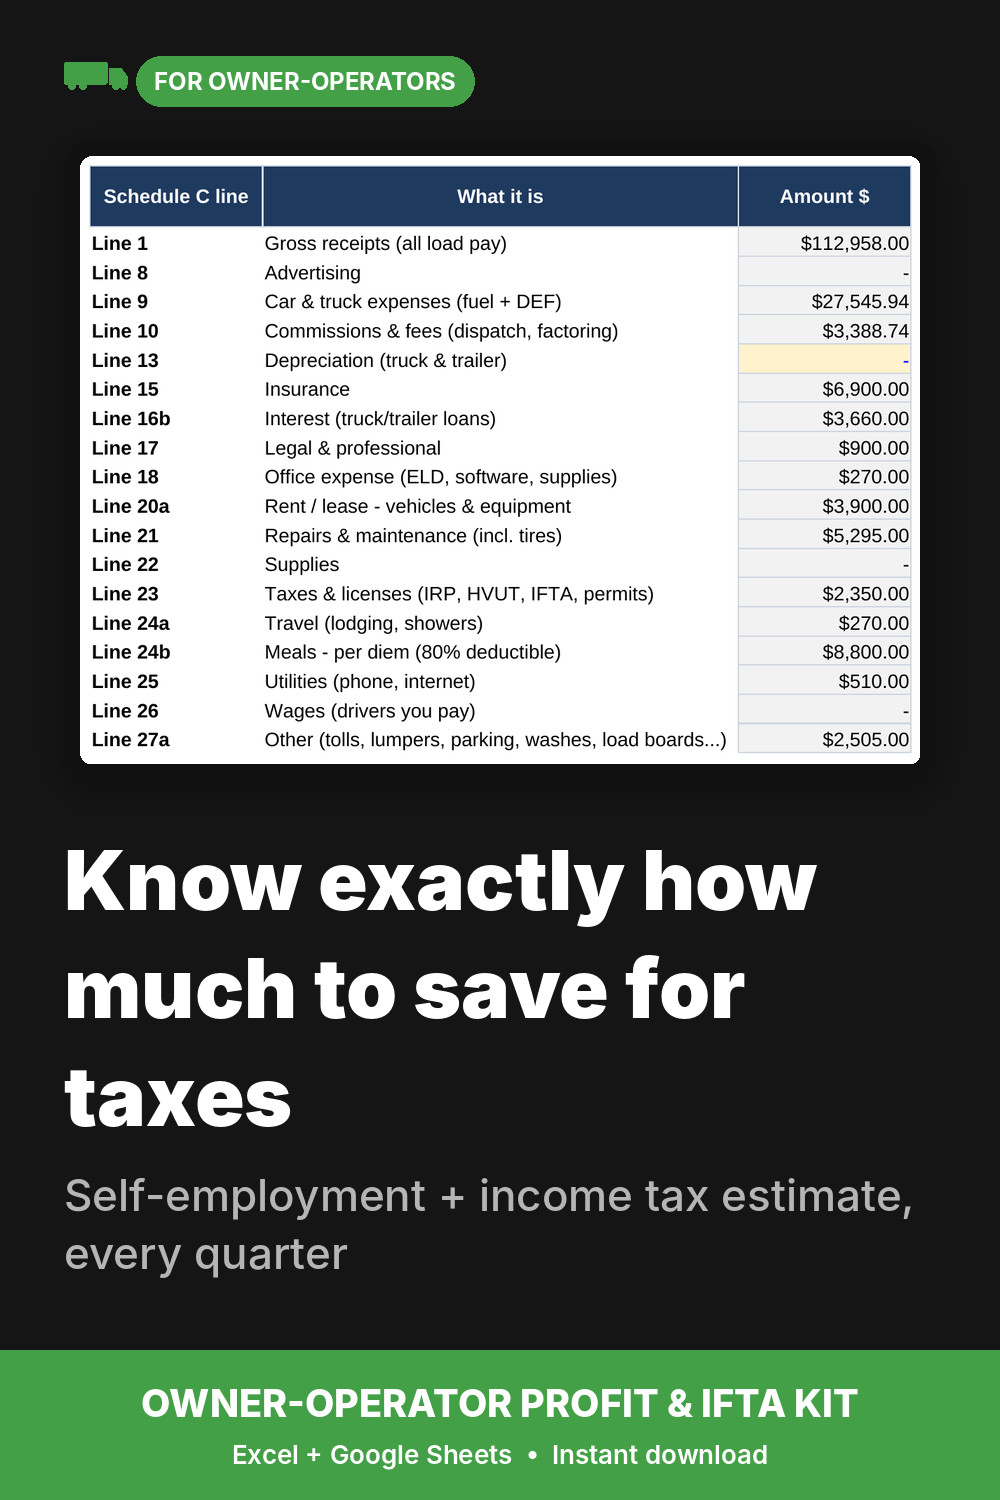 FOR OWNER-OPERATORS
Schedule C line What it is Amount $
Line 1 Gross receipts (all load pay) $112,958.00
Line 8 Advertising -
Line 9 Car & truck expenses (fuel + DEF) $27,545.94
Line 10 Commissions & fees (dispatch, factoring) $3,388.74
Line 13 Depreciation (truck & trailer) -
Line 15 Insurance $6,900.00
Line 16b Interest (truck/trailer loans) $3,660.00
Line 17 Legal & professional $900.00
Line 18 Office expense (ELD, software, supplies) $270.00
Line 20a Rent / lease - vehicles & equipment $3,900.00
Line 21 Repairs & maintenance (incl. tires) $5,295.00
Line 22 Supplies -
Line 23 Taxes & licenses (IRP, HVUT, IFTA, permits) $2,350.00
Line 24a Travel (lodging, showers) $270.00
Line 24b Meals - per diem (80% deductible) $8,800.00
Line 25 Utilities (phone, internet) $510.00
Line 26 Wages (drivers you pay) -
Line 27a Other (tolls, lumpers, parking, washes, load boards...) $2,505.00
Know exactly how
much to save for
taxes
Self-employment + income tax estimate,
every quarter
OWNER-OPERATOR PROFIT & IFTA KIT
Excel + Google Sheets • Instant download